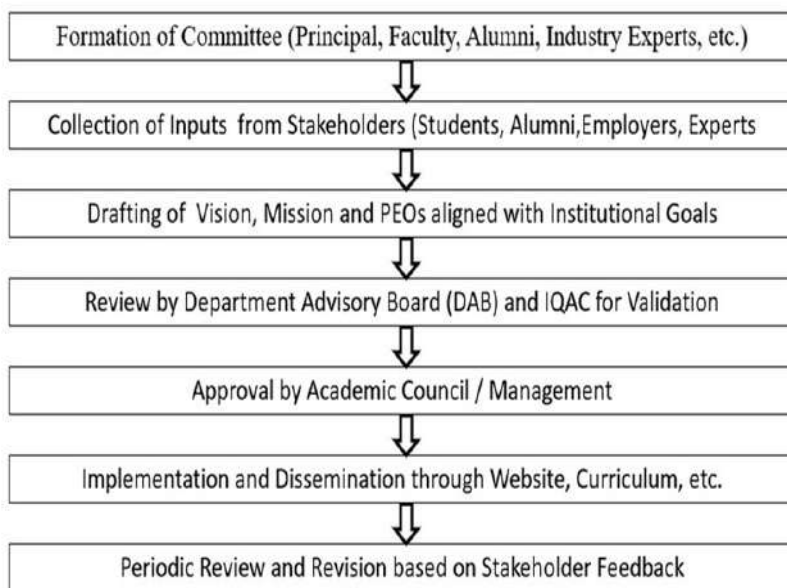 Formation of Committee (Principal, Faculty, Alumni, Industry Experts, etc.)
Collection of Inputs from Stakeholders (Students, Alumni,Employers, Experts
Drafting of Vision, Mission and PEOs aligned with Institutional Goals
Review by Department Advisory Board (DAB) and IQAC for Validation
Approval by Academic Council / Management
Implementation and Dissemination through Website, Curriculum, etc.
Periodic Review and Revision based on Stakeholder Feedback